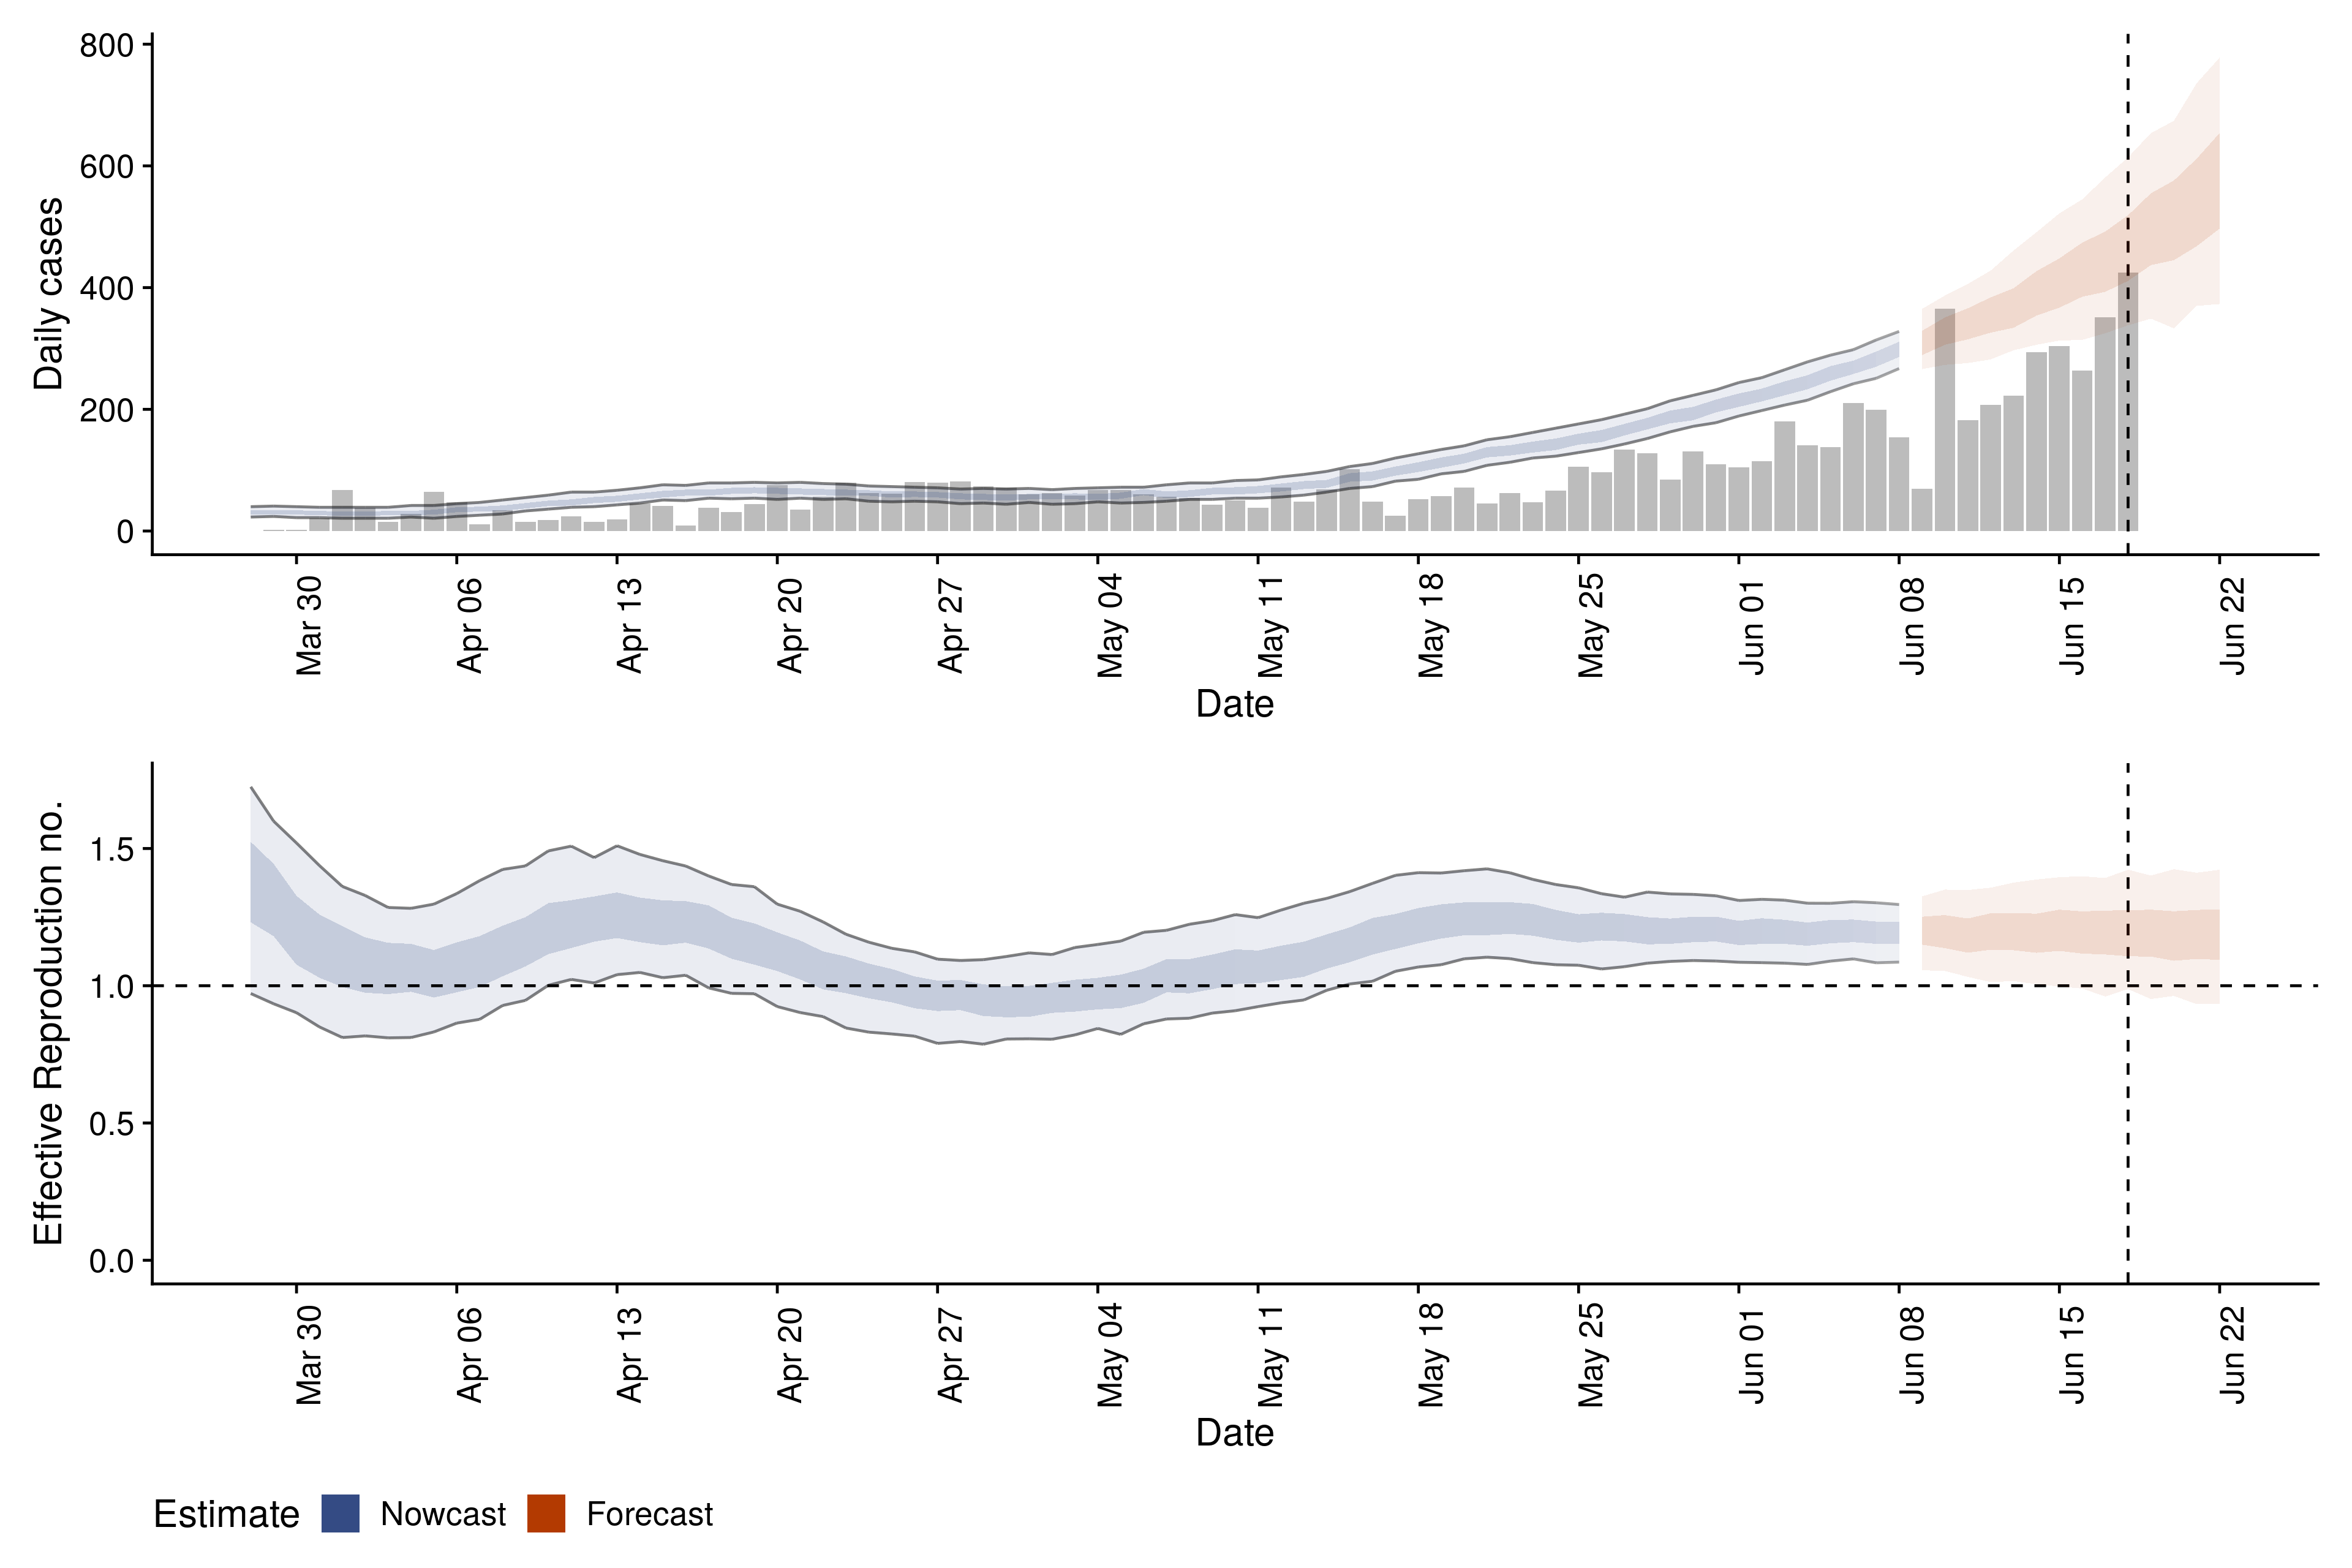 800
600
400
200
0
Daily cases
Mar 30
Apr 06
Apr 13
Apr 20
Apr 27
May 04
May 11
May 18
May 25
Jun 01
Jun 08
Jun 15
Jun 22
Date
1.5
1.0
0.5
0.0
Effective Reproduction no.
Mar 30
Apr 06
Apr 13
Apr 20
Apr 27
May 04
May 11
May 18
May 25
Jun 01
Jun 08
Jun 15
Jun 22
Date
Estimate Nowcast Forecast